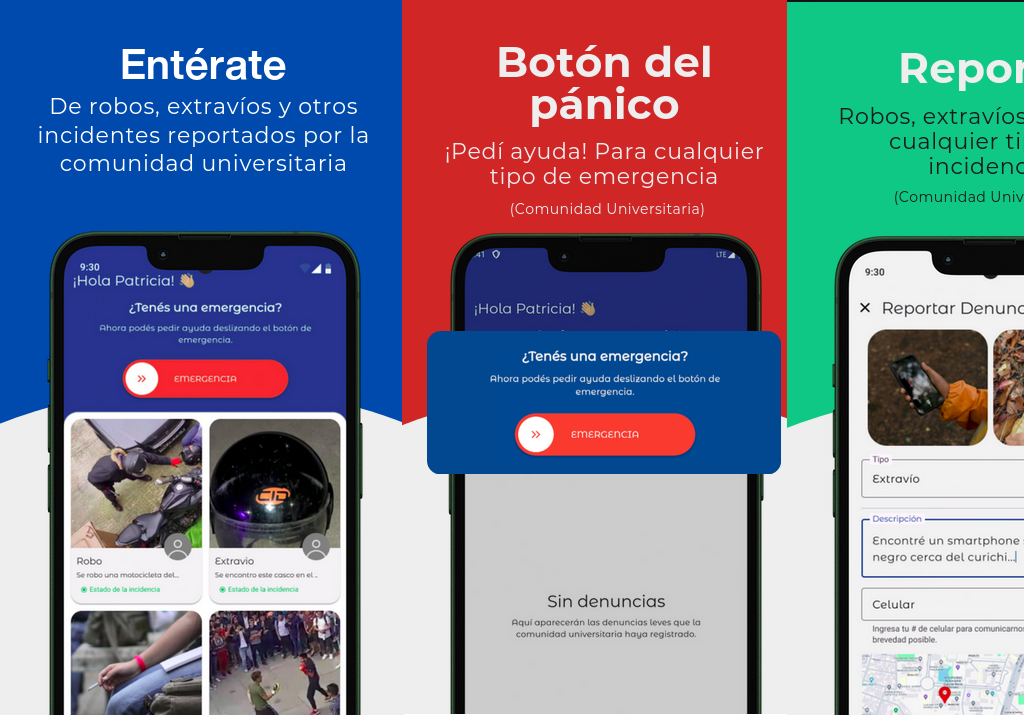 Entérate
De robos, extravíos y otros
incidentes reportados por la
comunidad universitaria
9:30
¡Hola Patricia! 👋
¿Tenés una emergencia?
Ahora podés pedir ayuda deslizando el botón de
emergencia.
EMERGENCIA
Robo
Se robo una motocicleta del...
Estado de la incidencia
Extravio
Se encontro este casco en el ..
Estado de la incidencia
Botón del
pánico
¡Pedí ayuda! Para cualquier
tipo de emergencia
(Comunidad Universitaria)
41
LTE
¡Hola Patricia! 👋
¿Tenés una emergencia?
Ahora podés pedir ayuda deslizando el botón de
emergencia.
EMERGENCIA
Sin denuncias
Aquí aparecerán las denuncias leves que la
comunidad universitaria haya registrado.
Repor
Robos, extravíos
cualquier ti
incidenc
(Comunidad Univ
9:30
× Reportar Denunc
Tipo
Extravío
Descripción
Encontré un smartphone
negro cerca del curichi...
Celular
Ingresa tu # de celular para comunicarno
brevedad posible.